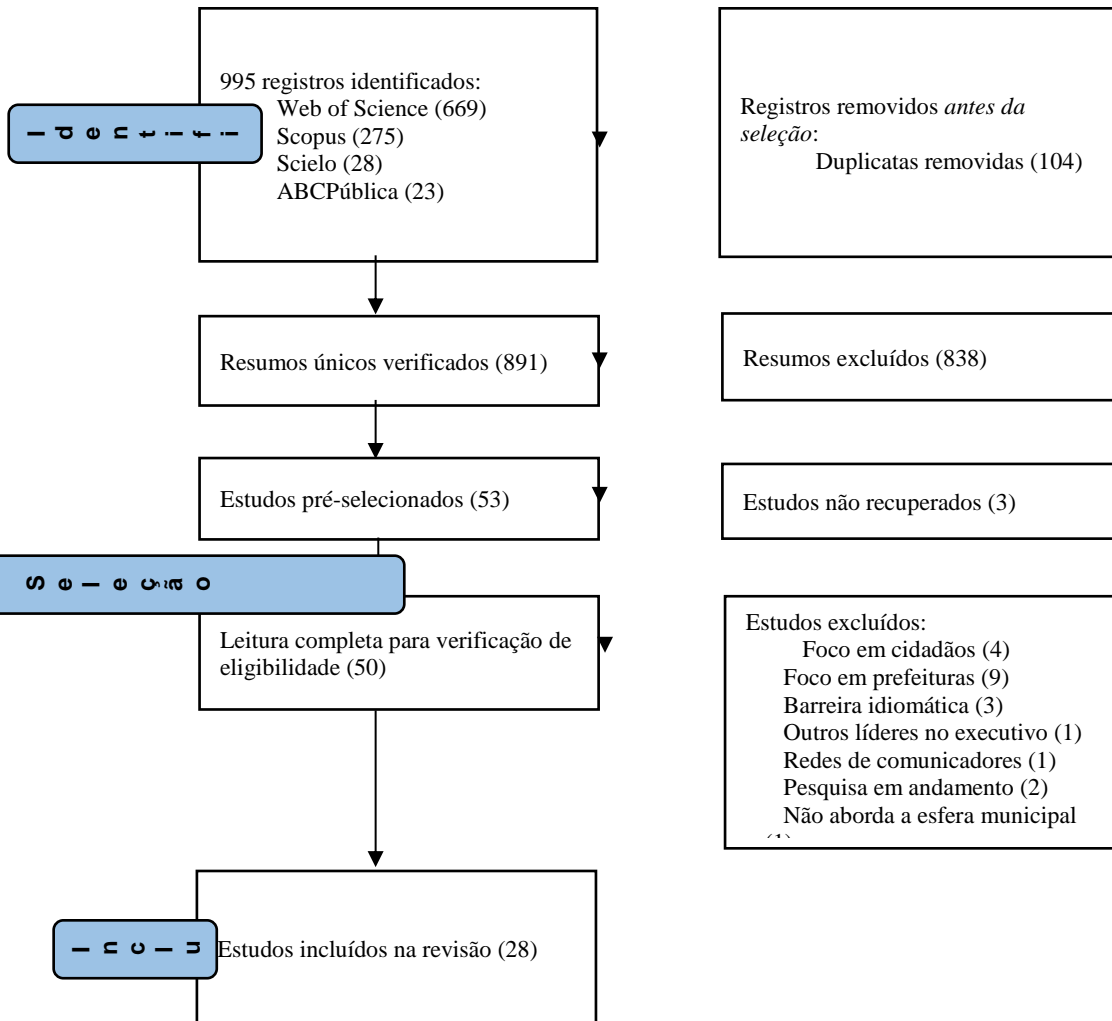 995 registros identificados:
Web of Science (669)
Scopus (275)
Scielo (28)
ABCPública (23)
Identifi
Registros removidos antes da
seleção:
Duplicatas removidas (104)
Resumos únicos verificados (891)
Resumos excluídos (838)
Estudos pré-selecionados (53)
Estudos não recuperados (3)
Seleção
Leitura completa para verificação de
eligibilidade (50)
Estudos excluídos:
Foco em cidadãos (4)
Foco em prefeituras (9)
Barreira idiomática (3)
Outros líderes no executivo (1)
Redes de comunicadores (1)
Pesquisa em andamento (2)
Não aborda a esfera municipal
Inclu
Estudos incluídos na revisão (28)